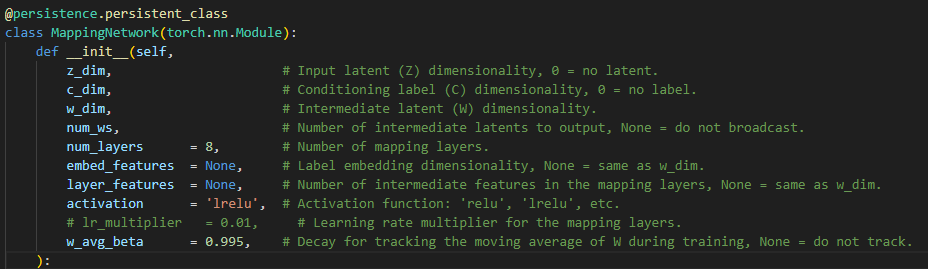 @persistence.persistent_class
class MappingNetwork(torch.nn.Module):
    def __init__(self,
        z_dim,                      # Input latent (Z) dimensionality, 0 = no latent.
        c_dim,                      # Conditioning label (C) dimensionality, 0 = no label.
        w_dim,                      # Intermediate latent (W) dimensionality.
        num_ws,                     # Number of intermediate latents to output, None = do not broadcast.
        num_layers      = 8,        # Number of mapping layers.
        embed_features  = None,     # Label embedding dimensionality, None = same as w_dim.
        layer_features  = None,     # Number of intermediate features in the mapping layers, None = same as w_dim.
        activation      = 'lrelu',  # Activation function: 'relu', 'lrelu', etc.
        # lr_multiplier   = 0.01,     # Learning rate multiplier for the mapping layers.
        w_avg_beta      = 0.995,    # Decay for tracking the moving average of W during training, None = do not track.
    ):